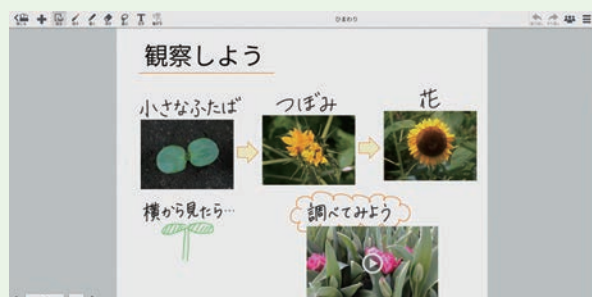 ひまわり
観察しよう
小さなふたば
つぼみ
花
横から見たら…
調べてみよう